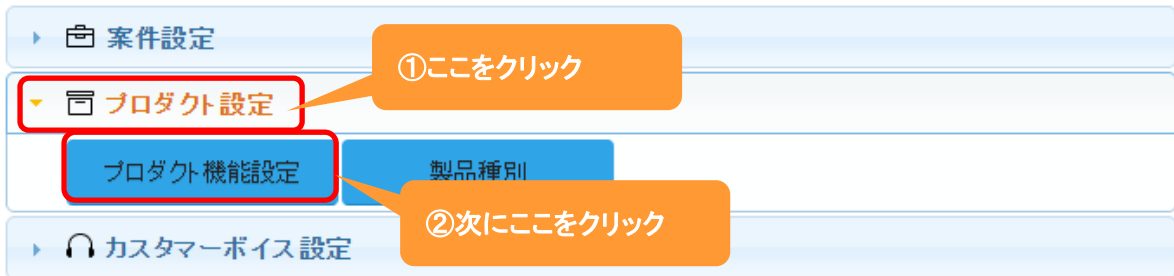 案件設定
①ここをクリック
プロダクト設定
プロダクト機能設定
製品種別
②次にここをクリック
カスタマーボイス設定